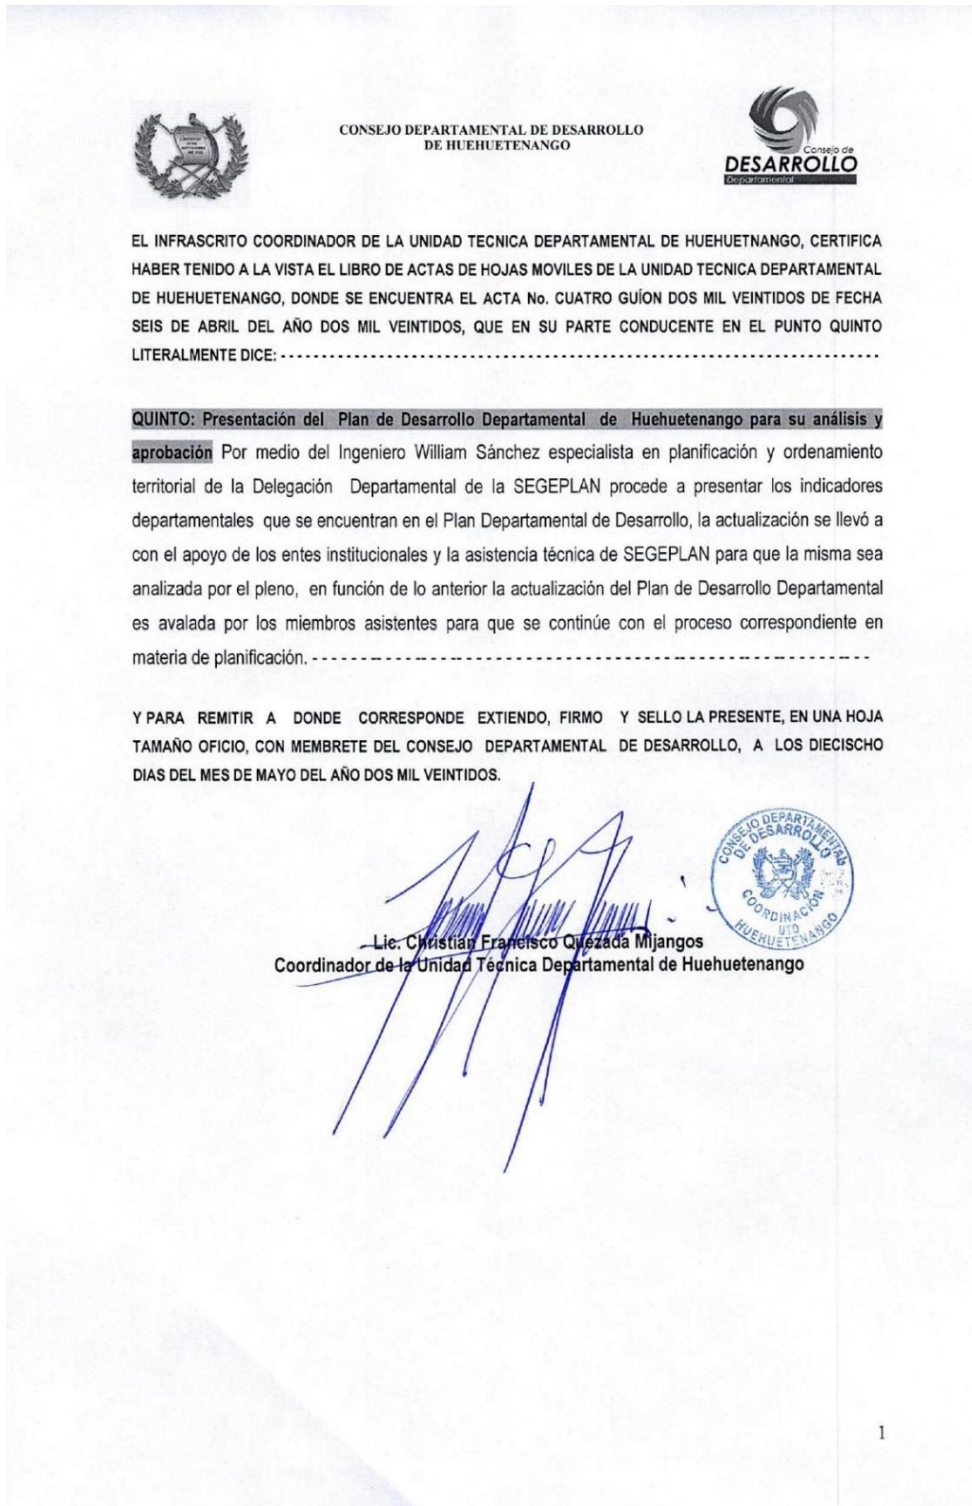 CONSEJO DEPARTAMENTAL DE DESARROLLO
DE HUEHUETENANGO
Consejo de
DESARROLLO
Departamental
EL INFRASCRITO COORDINADOR DE LA UNIDAD TECNICA DEPARTAMENTAL DE HUEHUETNANGO, CERTIFICA
HABER TENIDO A LA VISTA EL LIBRO DE ACTAS DE HOJAS MOVILES DE LA UNIDAD TECNICA DEPARTAMENTAL
DE HUEHUETENANGO, DONDE SE ENCUENTRA EL ACTA No. CUATRO GUÍON DOS MIL VEINTIDOS DE FECHA
SEIS DE ABRIL DEL AÑO DOS MIL VEINTIDOS, QUE EN SU PARTE CONDUCENTE EN EL PUNTO QUINTO
LITERALMENTE DICE: - - - - - - - - - - - - - - - - - - - - - - - - - - - - - - - - - - - - - - - - - - - - - - - - - - - - - - - - - - - - - - - - - - - - - - - -
QUINTO: Presentación del Plan de Desarrollo Departamental de Huehuetenango para su análisis y
aprobación Por medio del Ingeniero William Sánchez especialista en planificación y ordenamiento
territorial de la Delegación Departamental de la SEGEPLAN procede a presentar los indicadores
departamentales que se encuentran en el Plan Departamental de Desarrollo, la actualización se llevó a
con el apoyo de los entes institucionales y la asistencia técnica de SEGEPLAN para que la misma sea
analizada por el pleno, en función de lo anterior la actualización del Plan de Desarrollo Departamental
es avalada por los miembros asistentes para que se continúe con el proceso correspondiente en
materia de planificación. - - - - - - - - - - - - - - - - - - - - - - - - - - - - - - - - - - - - - - - - - - - - - - - - - - - - - - - - - - - - - - - -
Y PARA REMITIR A DONDE CORRESPONDE EXTIENDO, FIRMO Y SELLO LA PRESENTE, EN UNA HOJA
TAMAÑO OFICIO, CON MEMBRETE DEL CONSEJO DEPARTAMENTAL DE DESARROLLO, A LOS DIECISCHO
DIAS DEL MES DE MAYO DEL AÑO DOS MIL VEINTIDOS.
CONSEJO DEPARTAMENTAL
DE DESARROLLO
COORDINACIÓN
UTD
HUEHUETENANGO
Lic. Christian Francisco Quezada Mijangos
Coordinador de la Unidad Técnica Departamental de Huehuetenango
1